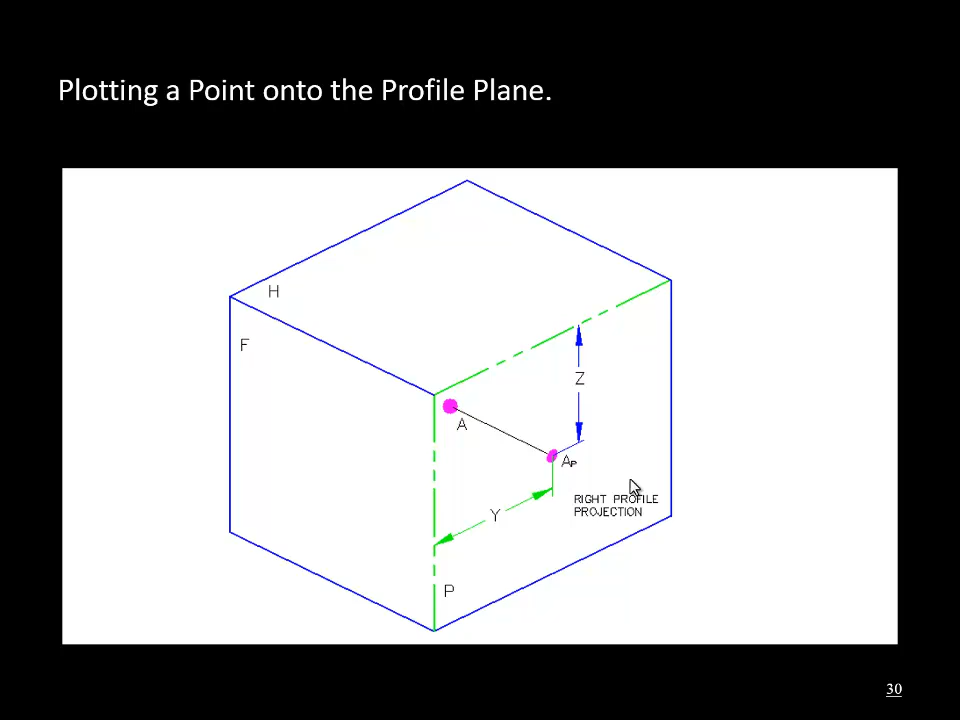 Plotting a Point onto the Profile Plane.
H
F
Z
A
AP
RIGHT PROFILE
PROJECTION
Y
P
30